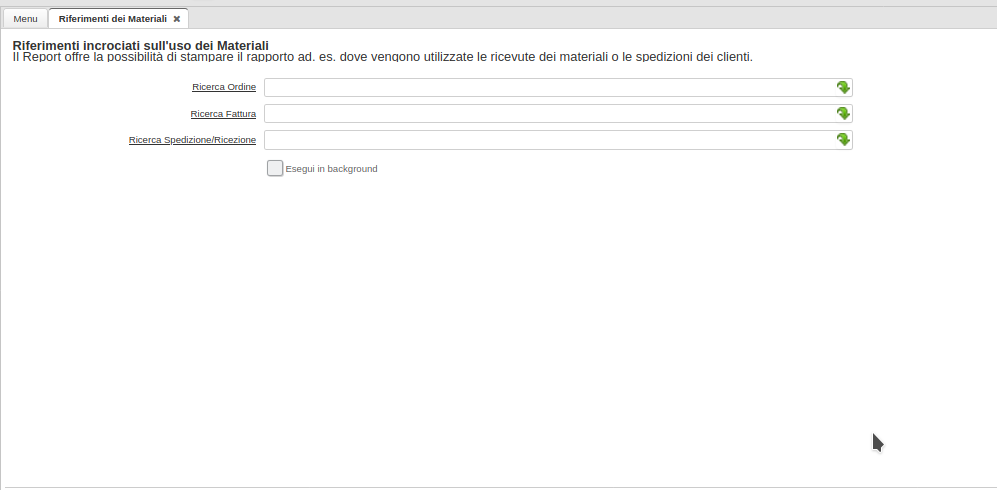 Menu
Riferimenti dei Materiali
Riferimenti incrociati sull'uso dei Materiali
Il Report offre la possibilità di stampare il rapporto ad. es. dove vengono utilizzate le ricevute dei materiali o le spedizioni dei clienti.
Ricerca Ordine
Ricerca Fattura
Ricerca Spedizione/Ricezione
Esegui in background